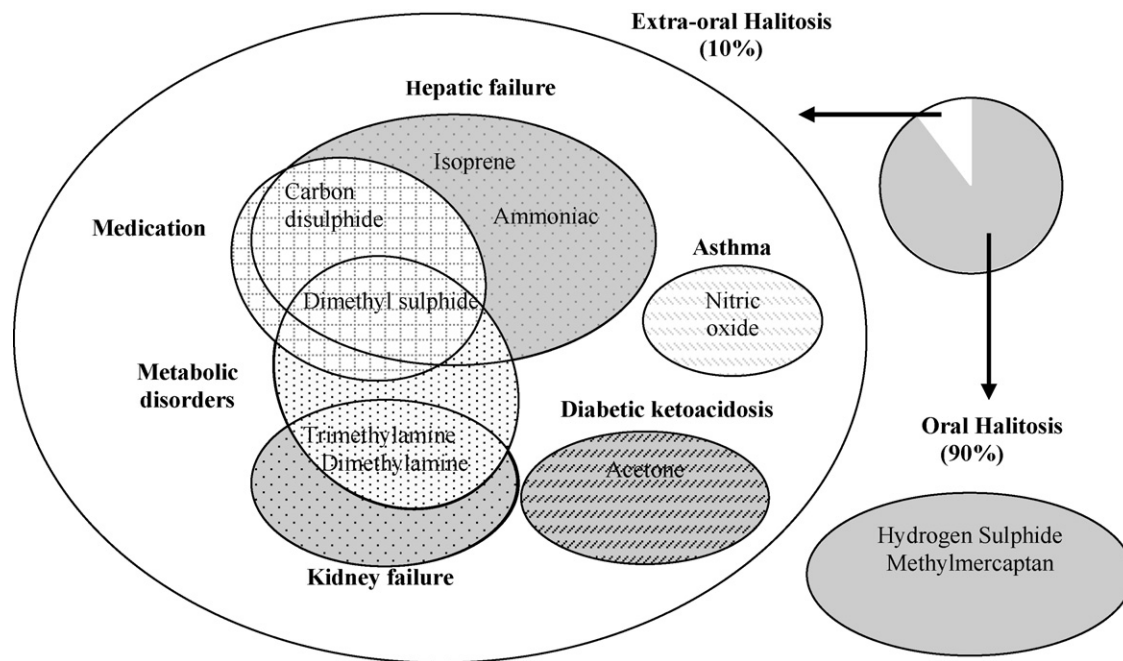 Extra-oral Halitosis
(10%)
Hepatic failure
Isoprene
Carbon
disulphide
Ammoniac
Medication
Asthma
Dimethyl sulphide
Nitric
oxide
Metabolic
disorders
Diabetic ketoacidosis
Oral Halitosis
(90%)
Trimethylamine
Dimethylamine
Acetone
Hydrogen Sulphide
Methylmercaptan
Kidney failure